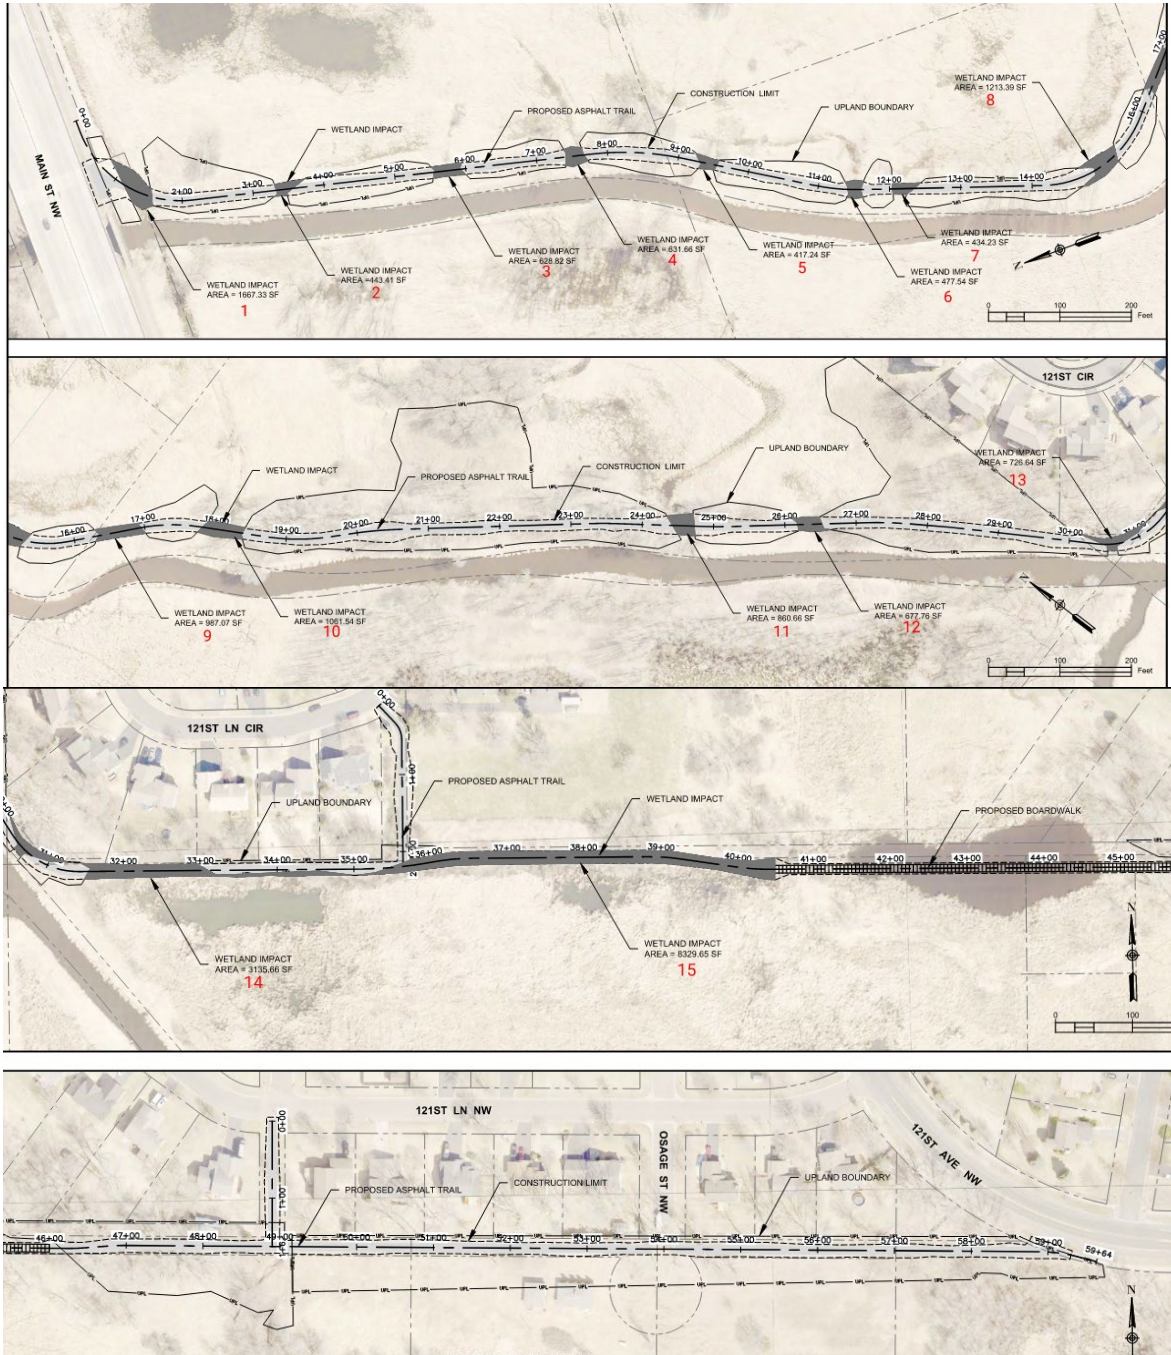 0+00
2+00
3+00
4+00
5+00
6+00
7+00
8+00
9+00
10+00
11+00
12+00
13+00
14+00
16+00
17+00
MAIN ST NW
WETLAND IMPACT
PROPOSED ASPHALT TRAIL
CONSTRUCTION LIMIT
UPLAND BOUNDARY
WETLAND IMPACT
AREA = 1213.39 SF
8
WETLAND IMPACT
AREA = 1667.33 SF
1
WETLAND IMPACT
AREA =443.41 SF
2
WETLAND IMPACT
AREA = 628.82 SF
3
WETLAND IMPACT
AREA =631.66 SF
4
WETLAND IMPACT
AREA = 417.24 SF
5
WETLAND IMPACT
AREA = 477.54 SF
6
WETLAND IMPACT
AREA = 434.23 SF
7
N
0
100
200
Feet
121ST CIR
UPL
WETLAND IMPACT
PROPOSED ASPHALT TRAIL
CONSTRUCTION LIMIT
UPLAND BOUNDARY
WETLAND IMPACT
AREA = 726.64 SF
13
16+00
17+00
18+00
19+00
20+00
21+00
22+00
23+00
24+00
25+00
26+00
27+00
28+00
29+00
30+00
31+00
WETLAND IMPACT
AREA = 987.07 SF
9
WETLAND IMPACT
AREA = 1061.54 SF
10
WETLAND IMPACT
AREA = 860.66 SF
11
WETLAND IMPACT
AREA = 677.76 SF
12
N
0
100
200
Feet
121ST LN CIR
0+00
1+00
PROPOSED ASPHALT TRAIL
UPLAND BOUNDARY
WETLAND IMPACT
PROPOSED BOARDWALK
31+00
32+00
33+00
34+00
35+00
36+00
37+00
38+00
39+00
40+00
41+00
42+00
43+00
44+00
45+00
WETLAND IMPACT
AREA = 3135.66 SF
14
WETLAND IMPACT
AREA = 8329.65 SF
15
N
0
100
121ST LN NW
OSAGE ST NW
121ST AVE NW
0+00
1+00
PROPOSED ASPHALT TRAIL
CONSTRUCTION LIMIT
UPLAND BOUNDARY
46+00
47+00
48+00
49+00
50+00
51+00
52+00
53+00
54+00
55+00
56+00
57+00
58+00
59+00
59+64
N